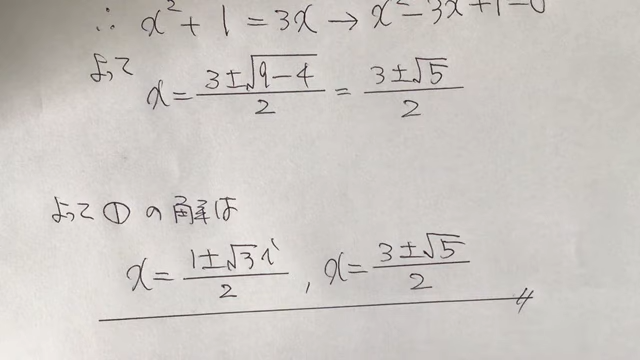 ∴ x² + 1 = 3x → x² - 3x + 1 = 0
よって
x = (3 ± √(9 - 4)) / 2 = (3 ± √5) / 2
よって ① の 解は
x = (1 ± √3 i) / 2 , x = (3 ± √5) / 2